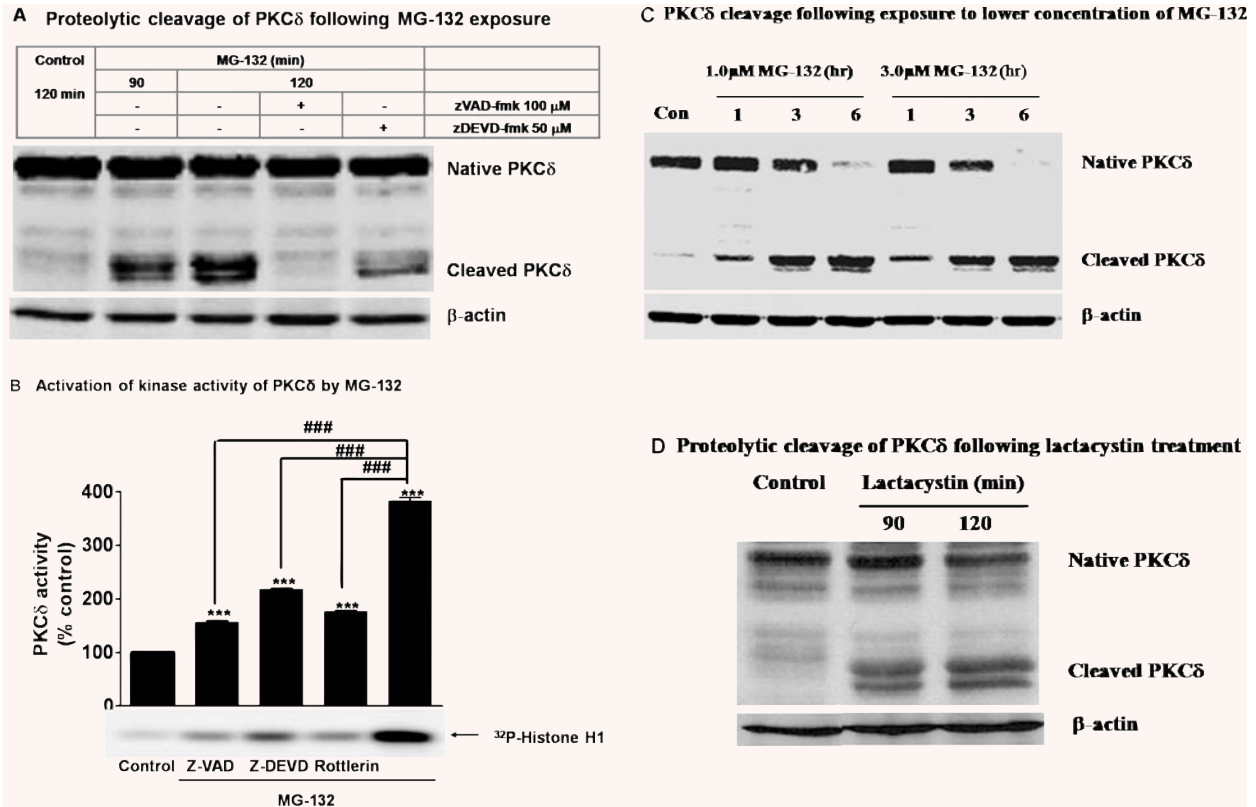 A Proteolytic cleavage of PKCδ following MG-132 exposure
Control MG-132 (min)
90 120
120 min
- - + - zVAD-fmk 100 μM
- - - + zDEVD-fmk 50 μM
Native PKCδ
Cleaved PKCδ
β-actin
B Activation of kinase activity of PKCδ by MG-132
###
###
###
PKCδ activity
(% control)
400
300
200
100
0
*** *** *** ***
³²P-Histone H1
Control Z-VAD Z-DEVD Rottlerin
MG-132
C PKCδ cleavage following exposure to lower concentration of MG-132
1.0μM MG-132 (hr) 3.0μM MG-132 (hr)
Con 1 3 6 1 3 6
Native PKCδ
Cleaved PKCδ
β-actin
D Proteolytic cleavage of PKCδ following lactacystin treatment
Control Lactacystin (min)
90 120
Native PKCδ
Cleaved PKCδ
β-actin